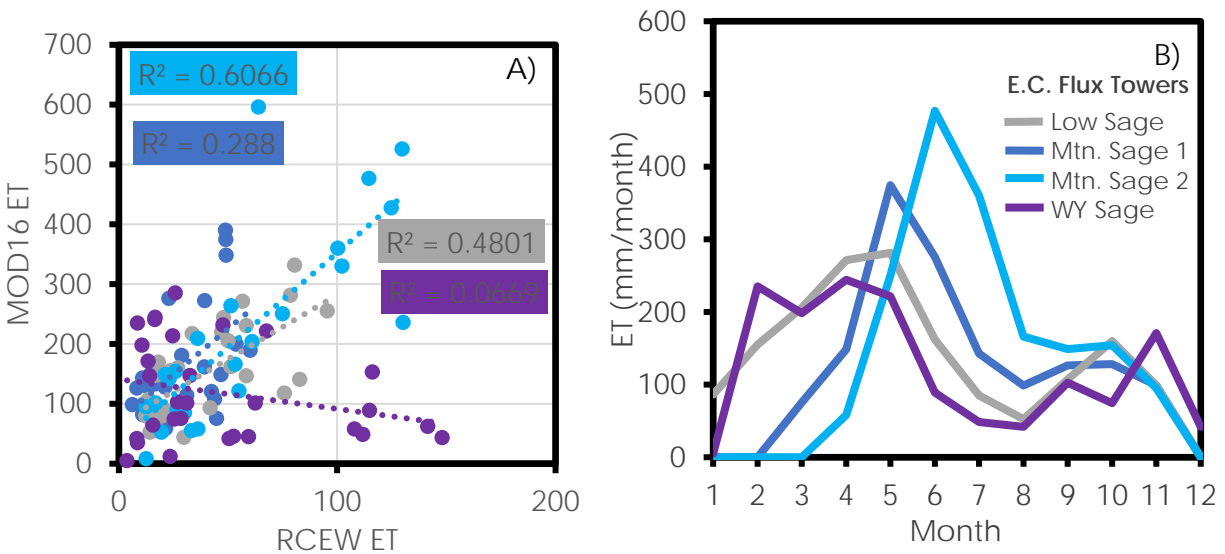 A)
R² = 0.6066
R² = 0.288
R² = 0.4801
R² = 0.0669
MOD16 ET
700
600
500
400
300
200
100
0
0 100 200
RCEW ET
B)
E.C. Flux Towers
Low Sage
Mtn. Sage 1
Mtn. Sage 2
WY Sage
ET (mm/month)
600
500
400
300
200
100
0
1 2 3 4 5 6 7 8 9 10 11 12
Month